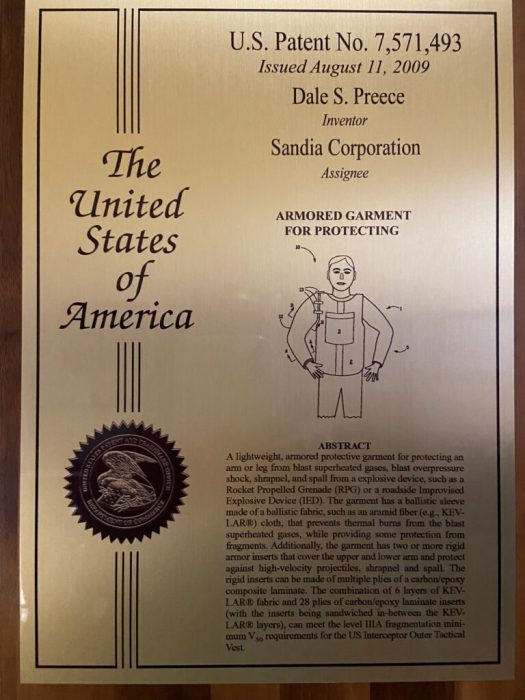 U.S. Patent No. 7,571,493
Issued August 11, 2009
Dale S. Preece
Inventor
Sandia Corporation
Assignee
The
United
States
of
America
ARMORED GARMENT
FOR PROTECTING
ABSTRACT
A lightweight, armored protective garment for protecting an
arm or leg from blast superheated gases, blast overpressure
shock, shrapnel, and spall from a explosive device, such as a
Rocket Propelled Grenade (RPG) or a roadside Improvised
Explosive Device (IED). The garment has a ballistic sleeve
made of a ballistic fabric, such as an aramid fiber (e.g., KEV-
LAR®) cloth, that prevents thermal burns from the blast
superheated gases, while providing some protection from
fragments. Additionally, the garment has two or more rigid
armor inserts that cover the upper and lower arm and protect
against high-velocity projectiles, shrapnel and spall. The
rigid inserts can be made of multiple plies of a carbon/epoxy
composite laminate. The combination of 6 layers of KEV-
LAR® fabric and 28 plies of carbon/epoxy laminate inserts
(with the inserts being sandwiched in-between the KEV-
LAR® layers), can meet the level IIIA fragmentation mini-
mum V50 requirements for the US Interceptor Outer Tactical
Vest.